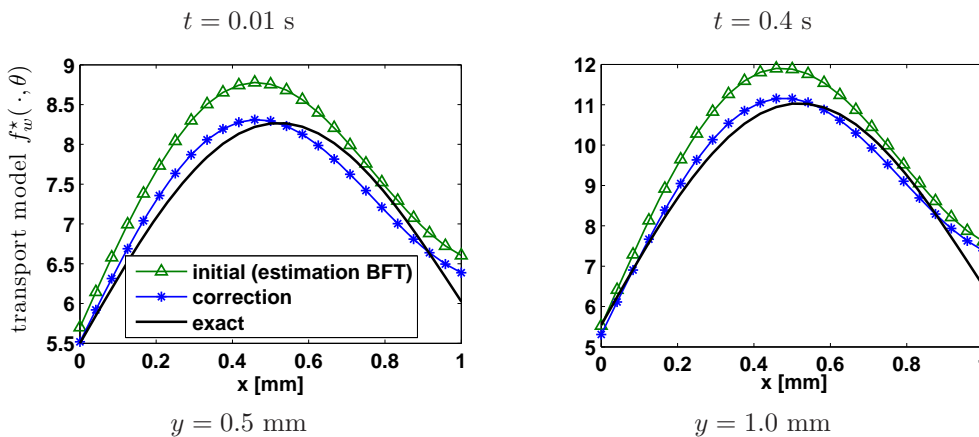 t = 0.01 s
t = 0.4 s
transport model f_w^⋆(·, θ)
9
8.5
8
7.5
7
6.5
6
5.5
0 0.2 0.4 0.6 0.8 1
x [mm]
initial (estimation BFT)
correction
exact
12
11
10
9
8
7
6
5
0 0.2 0.4 0.6 0.8 1
x [mm]
y = 0.5 mm
y = 1.0 mm